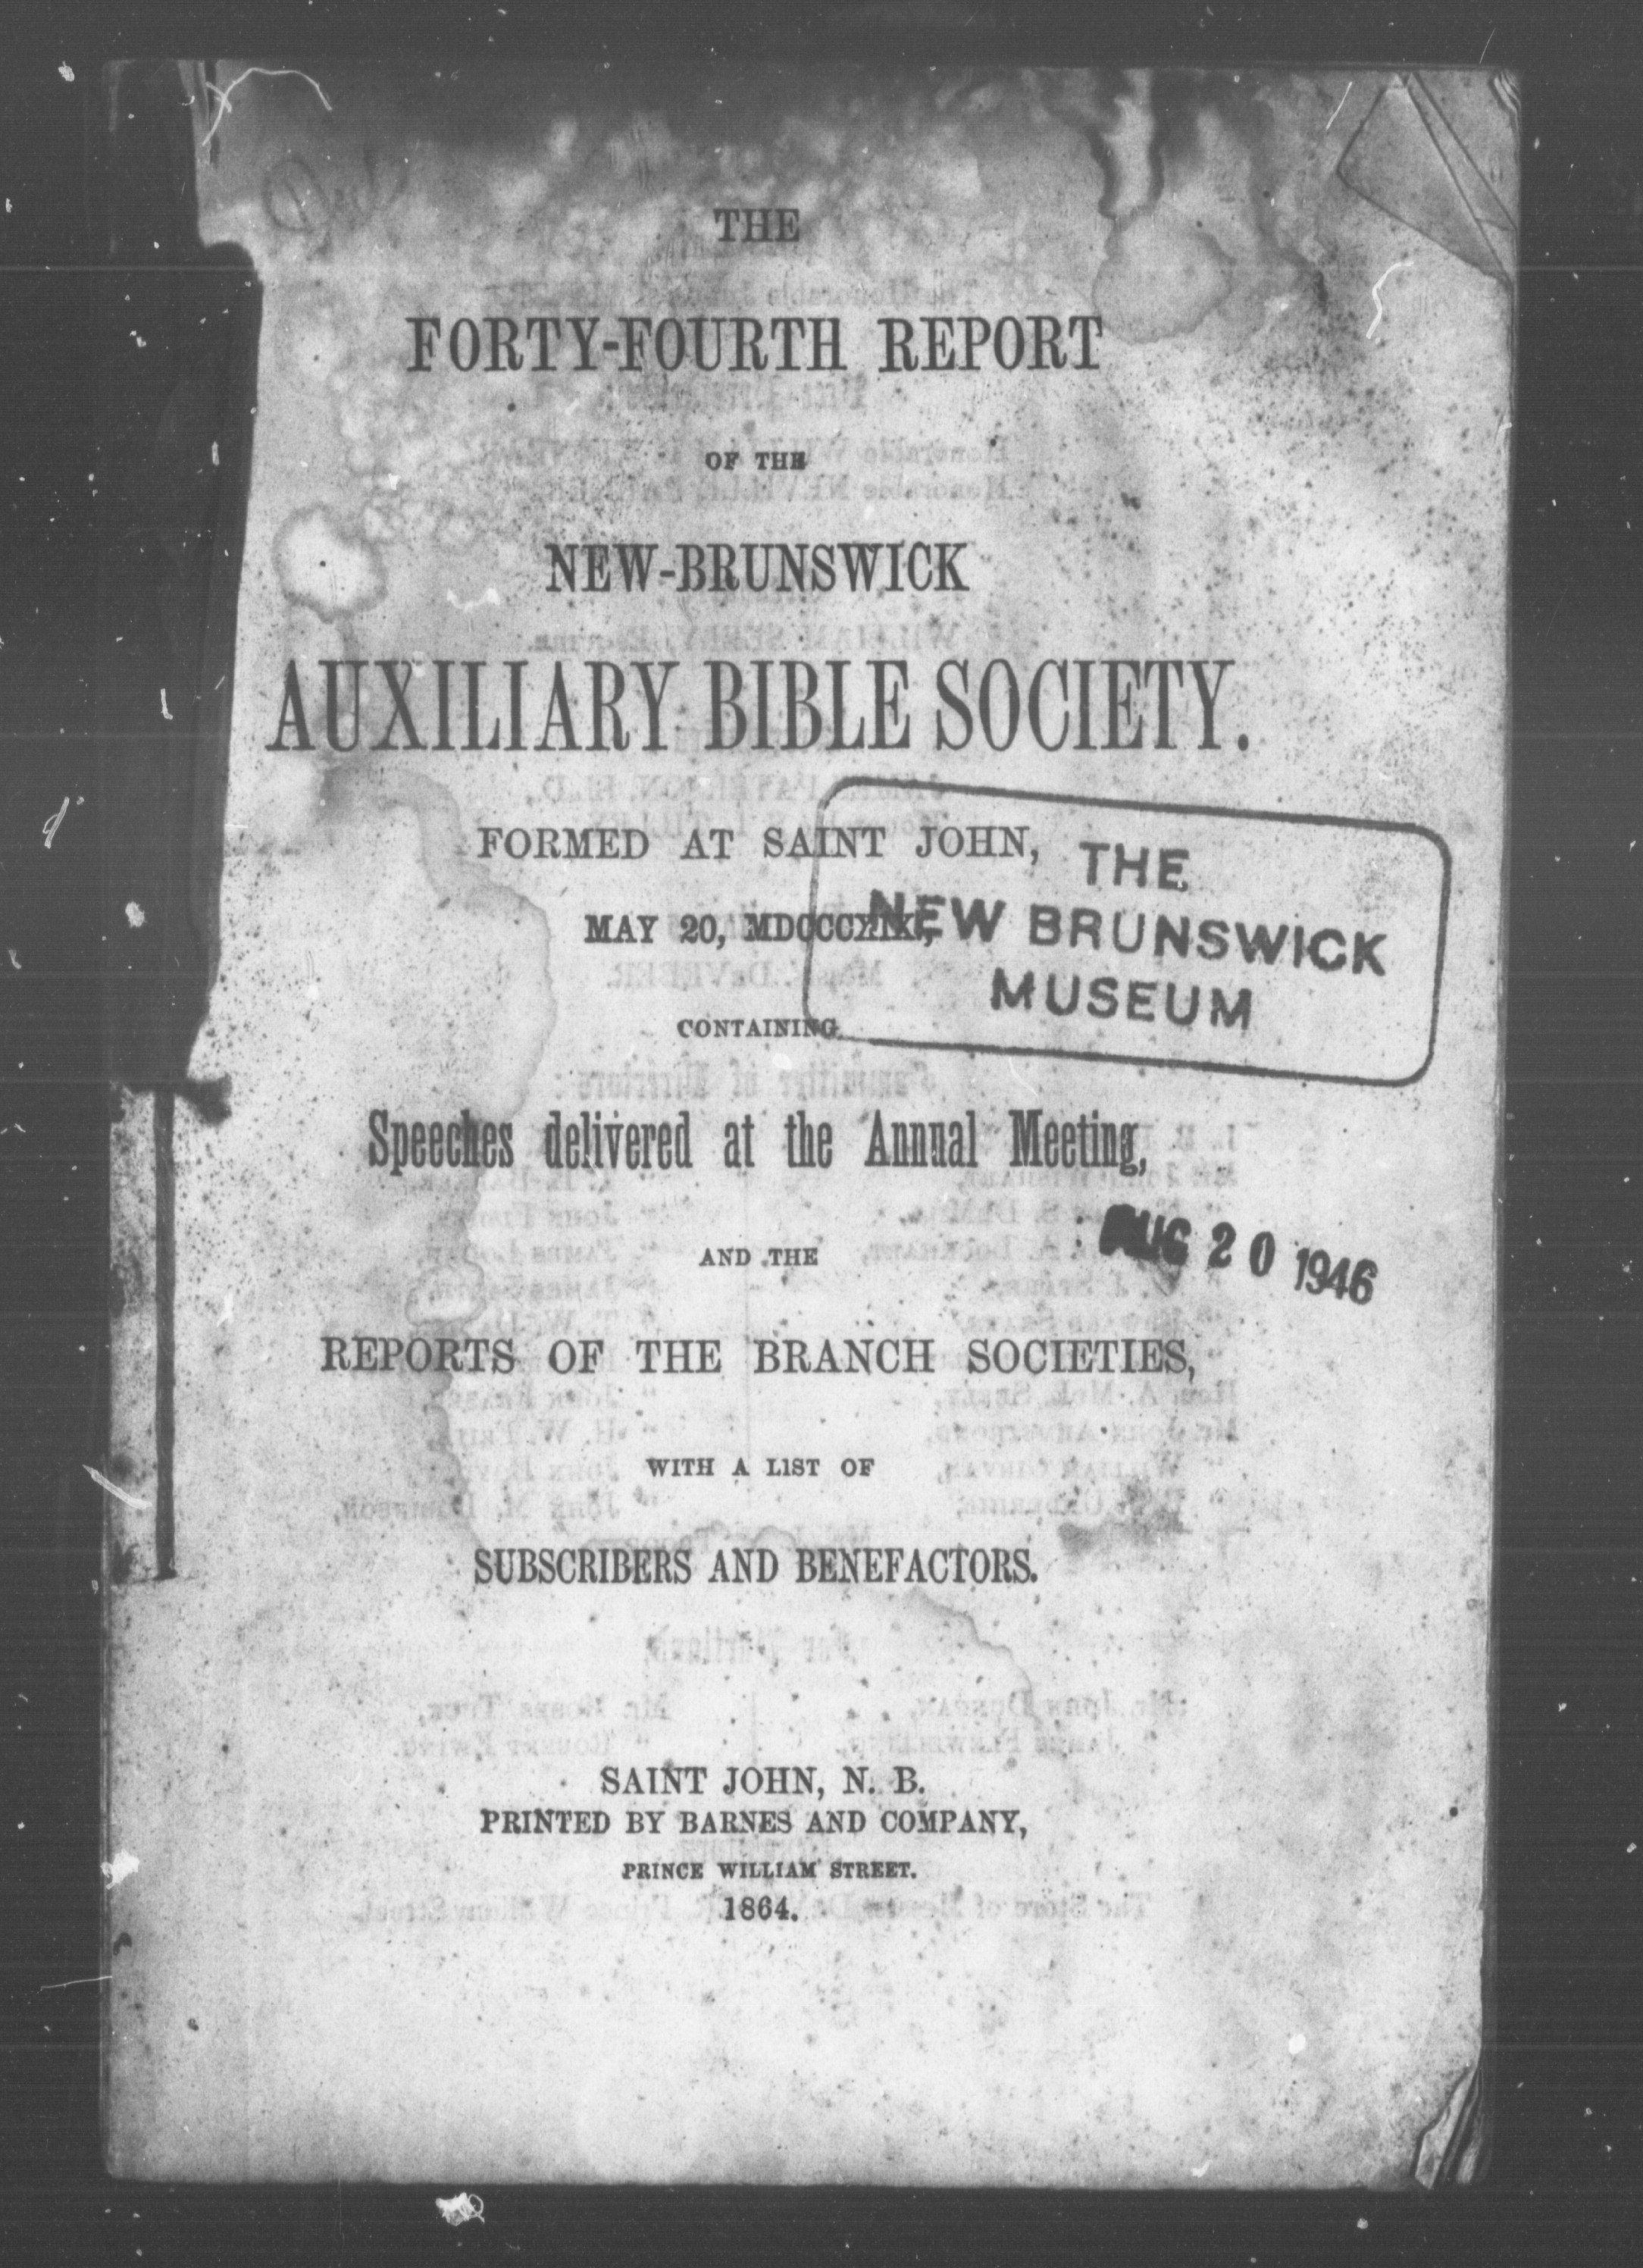 THE
FORTY-FOURTH REPORT
OF THE
NEW-BRUNSWICK
AUXILIARY BIBLE SOCIETY.
FORMED AT SAINT JOHN,
MAY 20, MDCCCXIX,
CONTAINING
THE
NEW BRUNSWICK
MUSEUM
Speeches delivered at the Annual Meeting,
AUG 20 1946
AND THE
REPORTS OF THE BRANCH SOCIETIES,
WITH A LIST OF
SUBSCRIBERS AND BENEFACTORS.
SAINT JOHN, N. B.
PRINTED BY BARNES AND COMPANY,
PRINCE WILLIAM STREET.
1864.